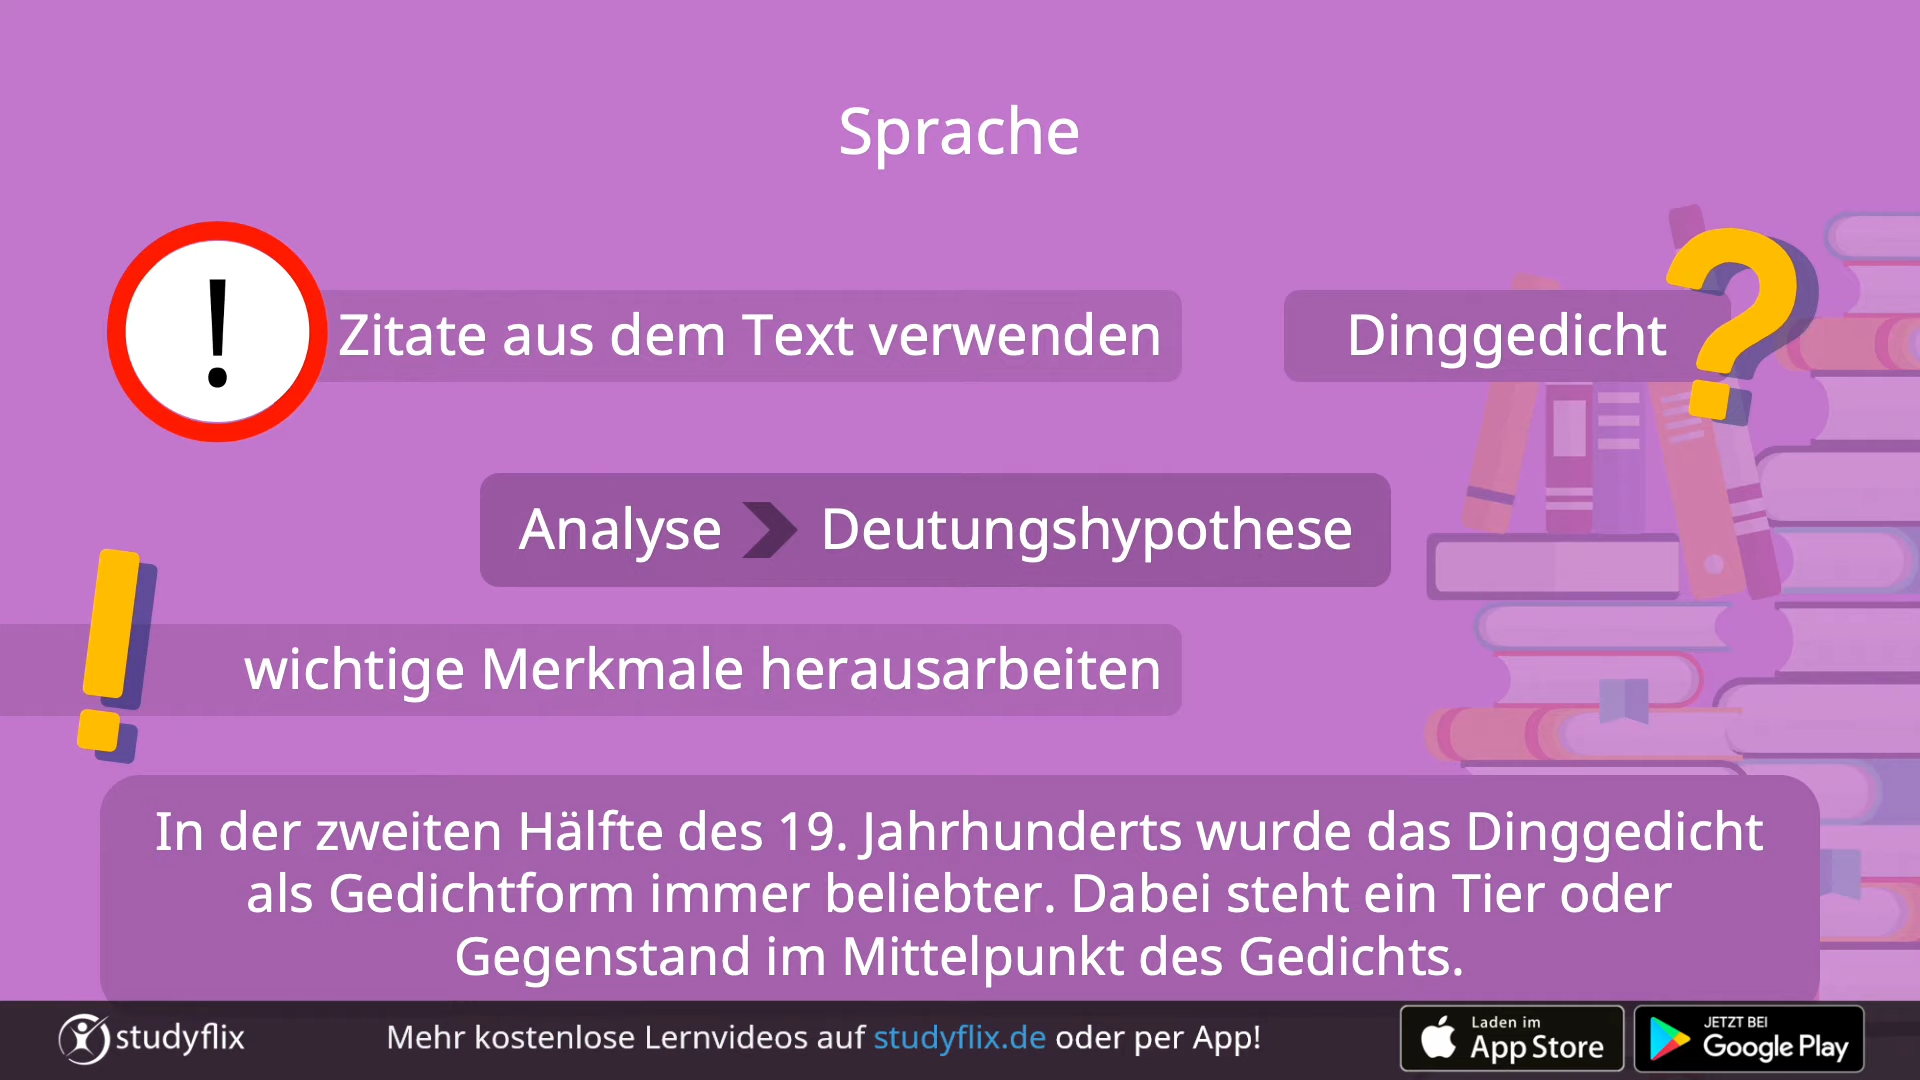 Sprache
!
Zitate aus dem Text verwenden
Dinggedicht
?
Analyse
Deutungshypothese
!
wichtige Merkmale herausarbeiten
In der zweiten Hälfte des 19. Jahrhunderts wurde das Dinggedicht
als Gedichtform immer beliebter. Dabei steht ein Tier oder
Gegenstand im Mittelpunkt des Gedichts.
studyflix
Mehr kostenlose Lernvideos auf studyflix.de oder per App!
Laden im
App Store
JETZT BEI
Google Play